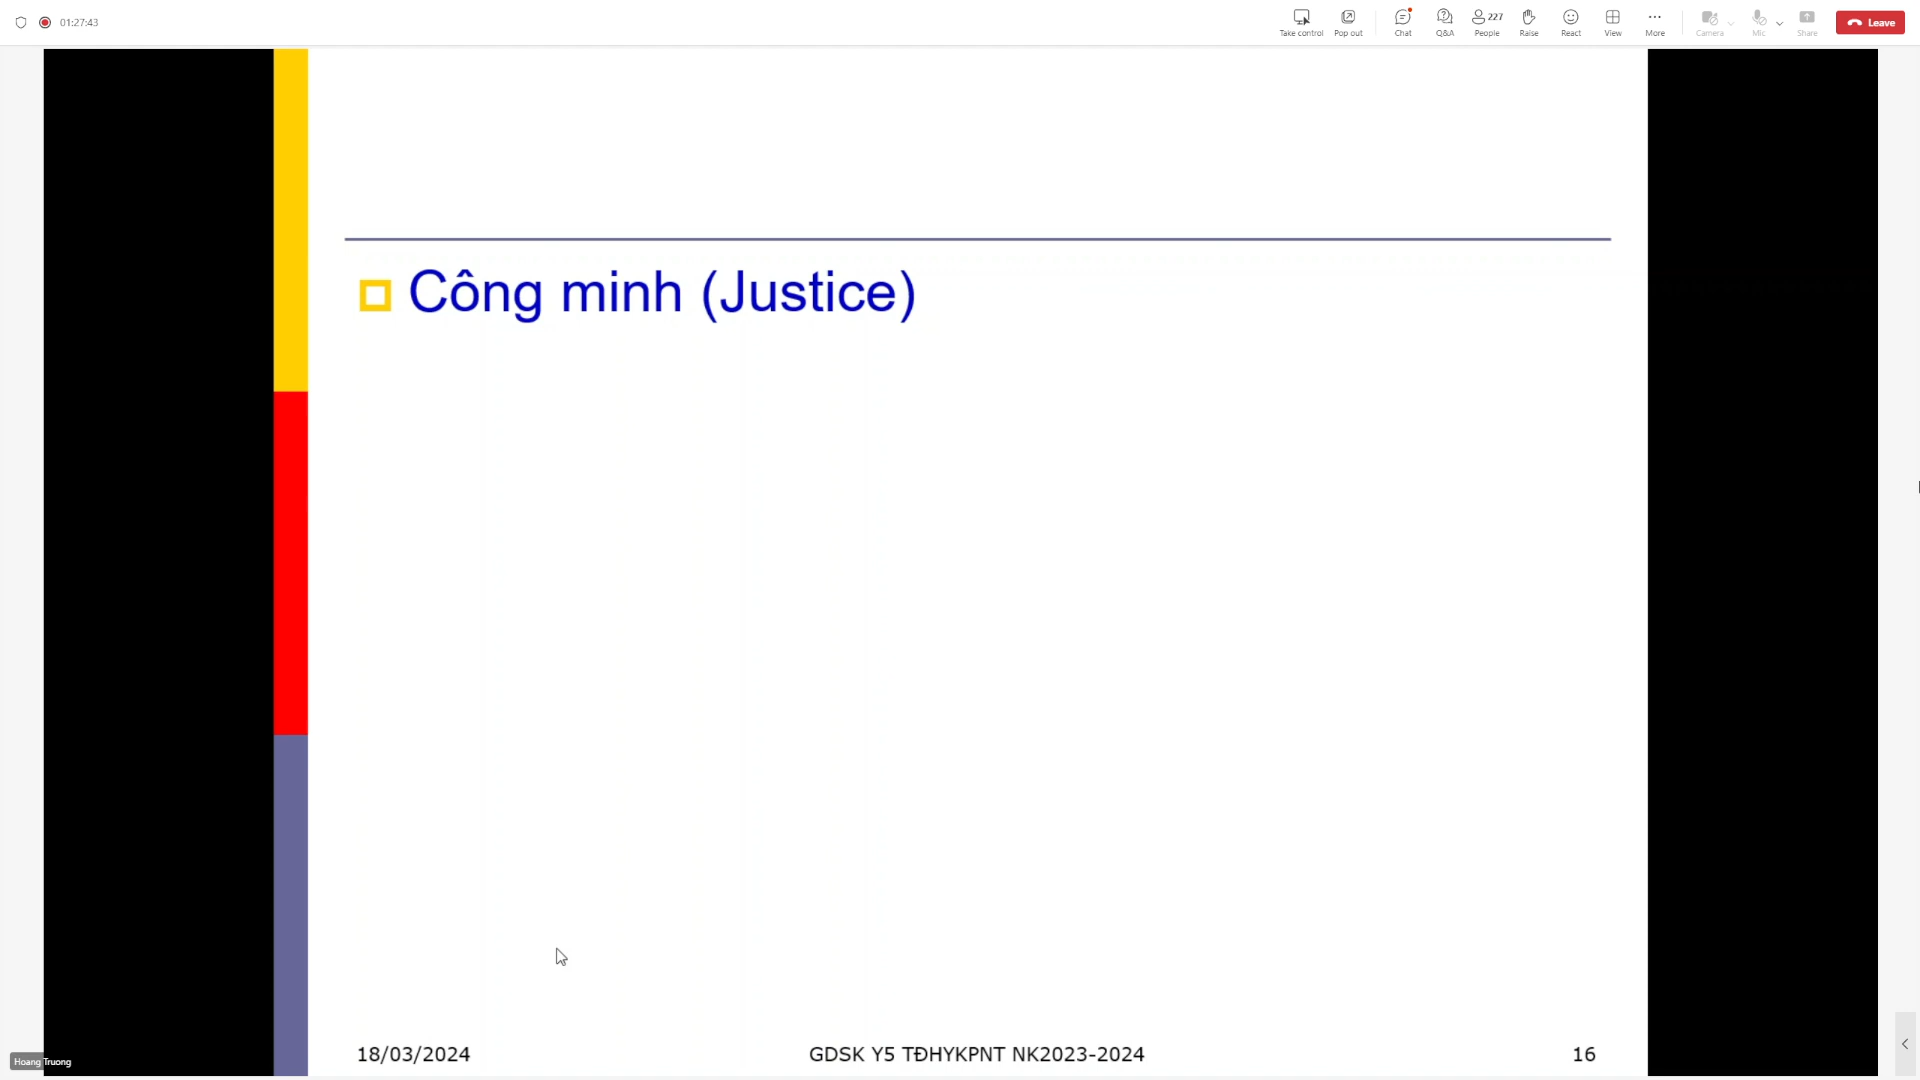 01:27:43
Take control
Pop out
Chat
Q&A
227
People
Raise
React
View
More
Camera
Mic
Share
Leave
Công minh (Justice)
18/03/2024
GDSK Y5 TĐHYKPNT NK2023-2024
16
Hoang Truong